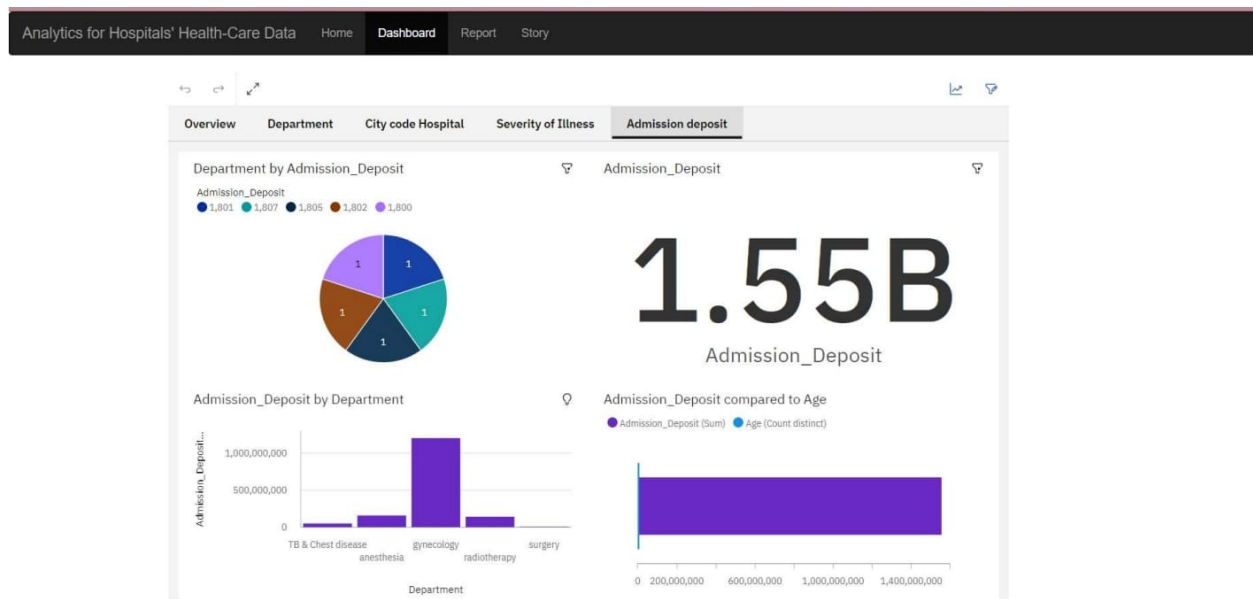 Analytics for Hospitals' Health-Care Data Home Dashboard Report Story
Overview Department City code Hospital Severity of Illness Admission deposit
Department by Admission_Deposit
Admission_Deposit
1,801 1,807 1,805 1,802 1,800
1 1
1 1
1
Admission_Deposit
1.55B
Admission_Deposit
Admission_Deposit by Department
Admission_Deposit...
1,000,000,000
500,000,000
0
TB & Chest disease gynecology surgery
anesthesia radiotherapy
Department
Admission_Deposit compared to Age
Admission_Deposit (Sum) Age (Count distinct)
0 200,000,000 600,000,000 1,000,000,000 1,400,000,000